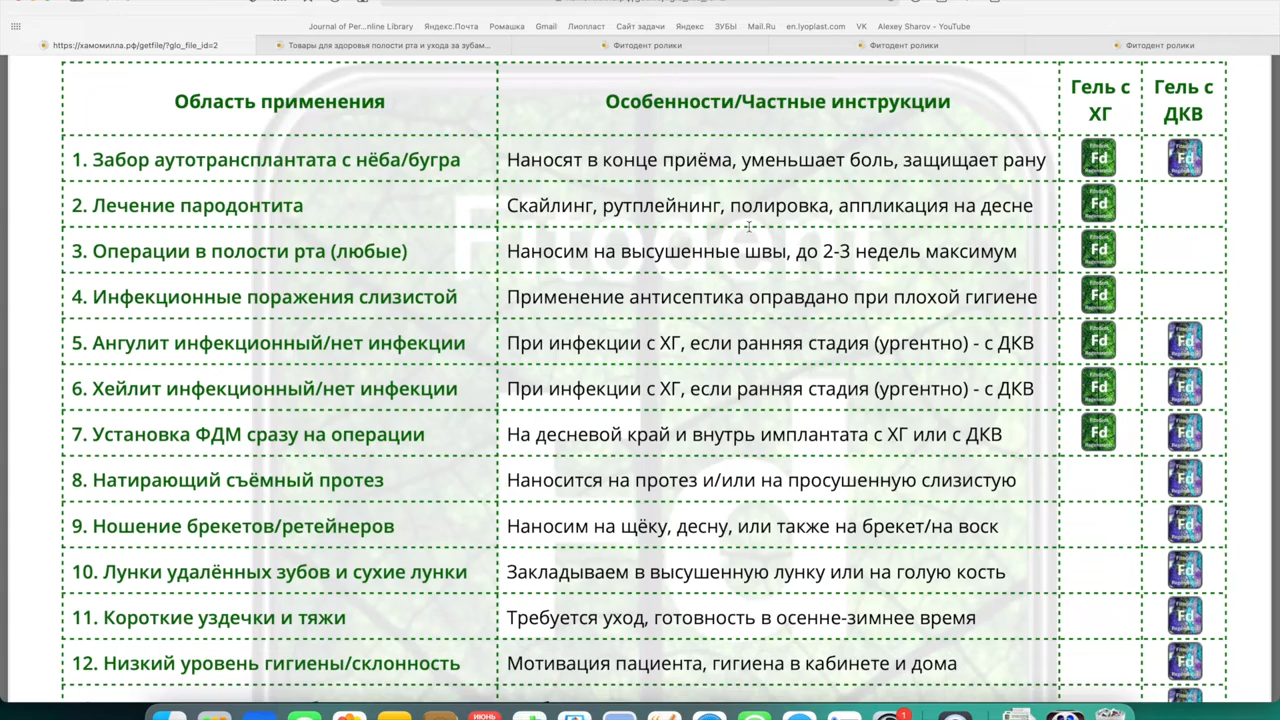 Journal of Per...nline Library Яндекс.Почта Ромашка Gmail Лиопласт Сайт задачи Яндекс ЗУБЫ Mail.Ru en.lyoplast.com VK Alexey Sharov - YouTube
https://хамомилла.рф/getfile/?glo_file_id=2 Товары для здоровья полости рта и ухода за зубам... Фитодент ролики Фитодент ролики Фитодент ролики
Область применения Особенности/Частные инструкции Гель с ХГ Гель с ДКВ
1. Забор аутотрансплантата с нёба/бугра Наносят в конце приёма, уменьшает боль, защищает рану
2. Лечение пародонтита Скайлинг, рутплейнинг, полировка, аппликация на десне
3. Операции в полости рта (любые) Наносим на высушенные швы, до 2-3 недель максимум
4. Инфекционные поражения слизистой Применение антисептика оправдано при плохой гигиене
5. Ангулит инфекционный/нет инфекции При инфекции с ХГ, если ранняя стадия (ургентно) - с ДКВ
6. Хейлит инфекционный/нет инфекции При инфекции с ХГ, если ранняя стадия (ургентно) - с ДКВ
7. Установка ФДМ сразу на операции На десневой край и внутрь имплантата с ХГ или с ДКВ
8. Натирающий съёмный протез Наносится на протез и/или на просушенную слизистую
9. Ношение брекетов/ретейнеров Наносим на щёку, десну, или также на брекет/на воск
10. Лунки удалённых зубов и сухие лунки Закладываем в высушенную лунку или на голую кость
11. Короткие уздечки и тяжи Требуется уход, готовность в осенне-зимнее время
12. Низкий уровень гигиены/склонность Мотивация пациента, гигиена в кабинете и дома
ИЮНЬ 1